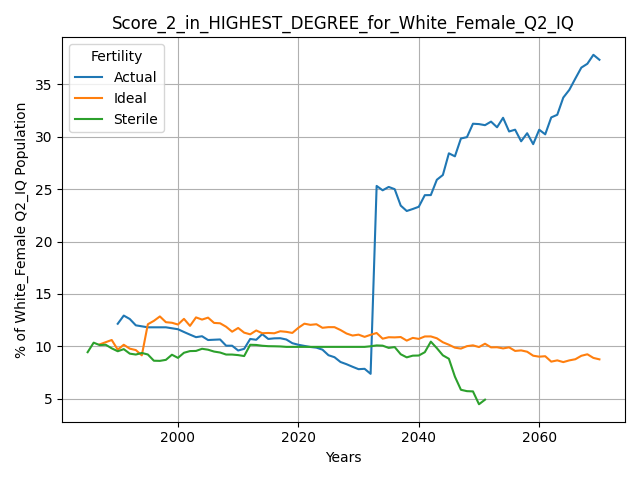 Score_2_in_HIGHEST_DEGREE_for_White_Female_Q2_IQ
Fertility
Actual
Ideal
Sterile
% of White_Female Q2_IQ Population
35
30
25
20
15
10
5
2000 2020 2040 2060
Years